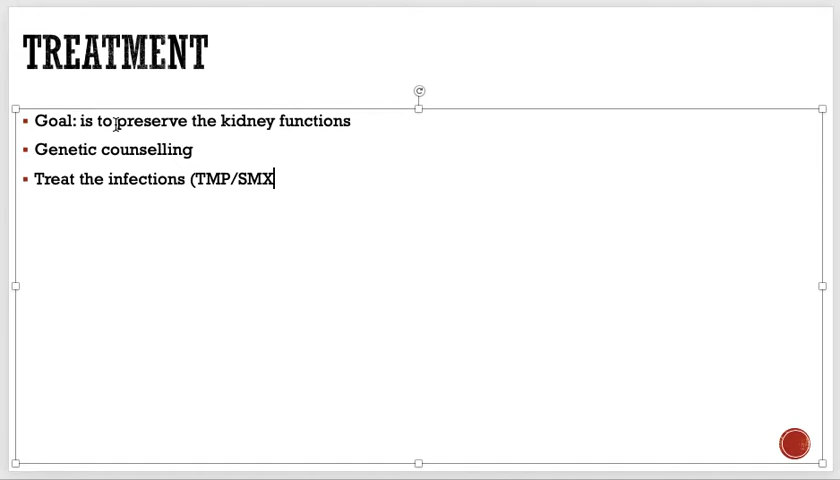 TREATMENT
▪ Goal: is to preserve the kidney functions
▪ Genetic counselling
▪ Treat the infections (TMP/SMX